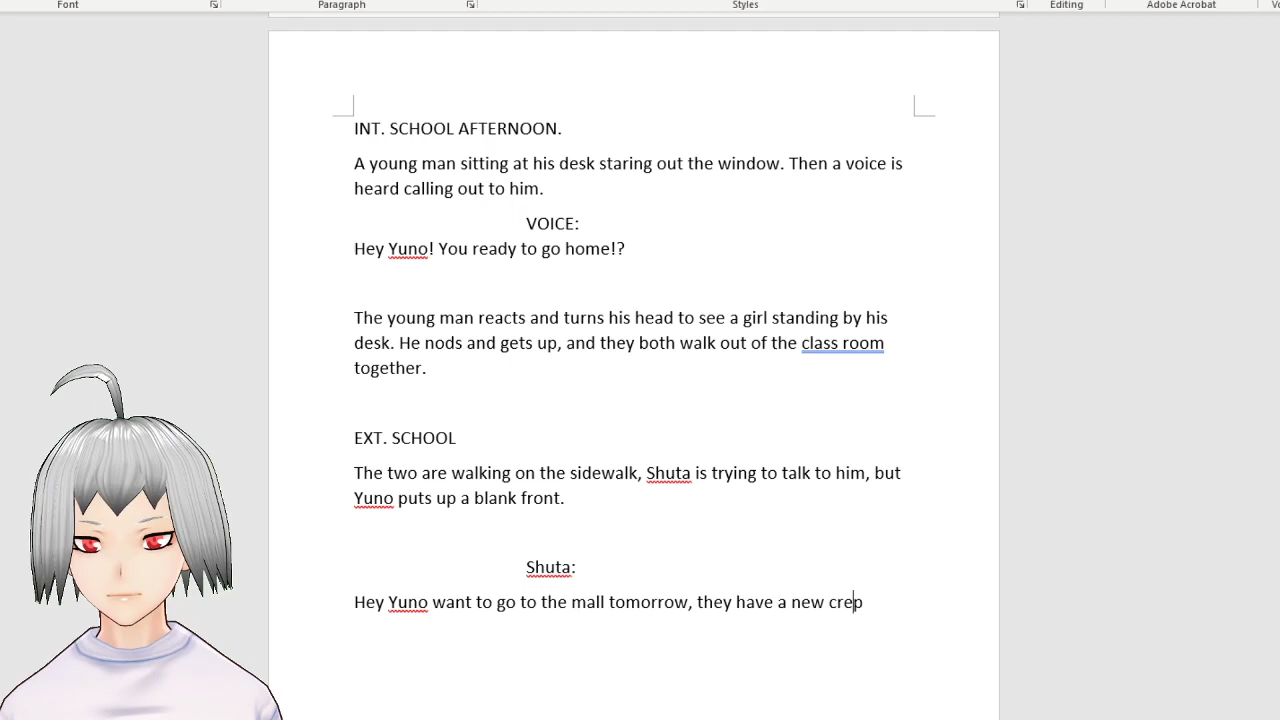 Font Paragraph Styles Editing Adobe Acrobat
INT. SCHOOL AFTERNOON.
A young man sitting at his desk staring out the window. Then a voice is
heard calling out to him.
VOICE:
Hey Yuno! You ready to go home!?
The young man reacts and turns his head to see a girl standing by his
desk. He nods and gets up, and they both walk out of the class room
together.
EXT. SCHOOL
The two are walking on the sidewalk, Shuta is trying to talk to him, but
Yuno puts up a blank front.
Shuta:
Hey Yuno want to go to the mall tomorrow, they have a new crep